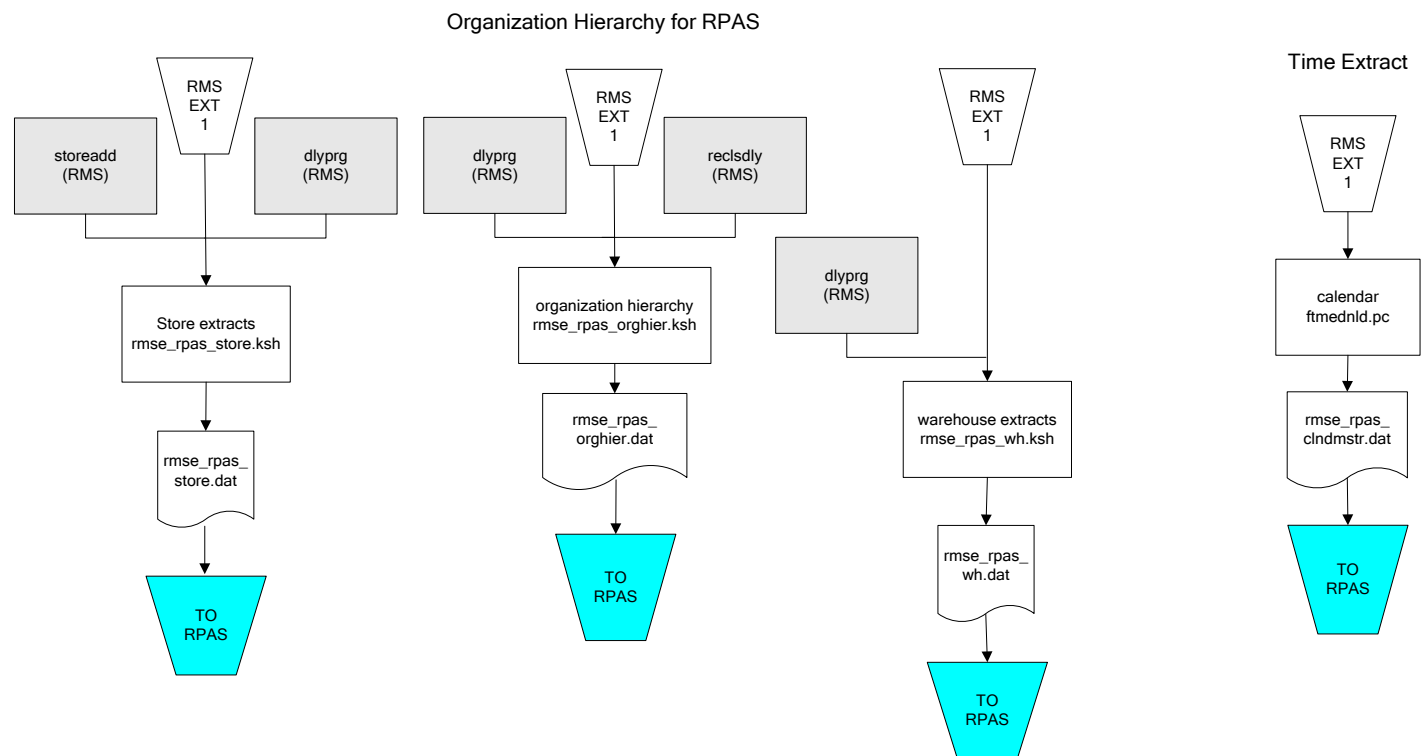 Organization Hierarchy for RPAS
RMS
EXT
1
storeadd
(RMS)
dlyprg
(RMS)
Store extracts
rmse_rpas_store.ksh
rmse_rpas_
store.dat
TO
RPAS
RMS
EXT
1
dlyprg
(RMS)
reclsdly
(RMS)
organization hierarchy
rmse_rpas_orghier.ksh
rmse_rpas_
orghier.dat
TO
RPAS
RMS
EXT
1
dlyprg
(RMS)
warehouse extracts
rmse_rpas_wh.ksh
rmse_rpas_
wh.dat
TO
RPAS
Time Extract
RMS
EXT
1
calendar
ftmednld.pc
rmse_rpas_
clndmstr.dat
TO
RPAS